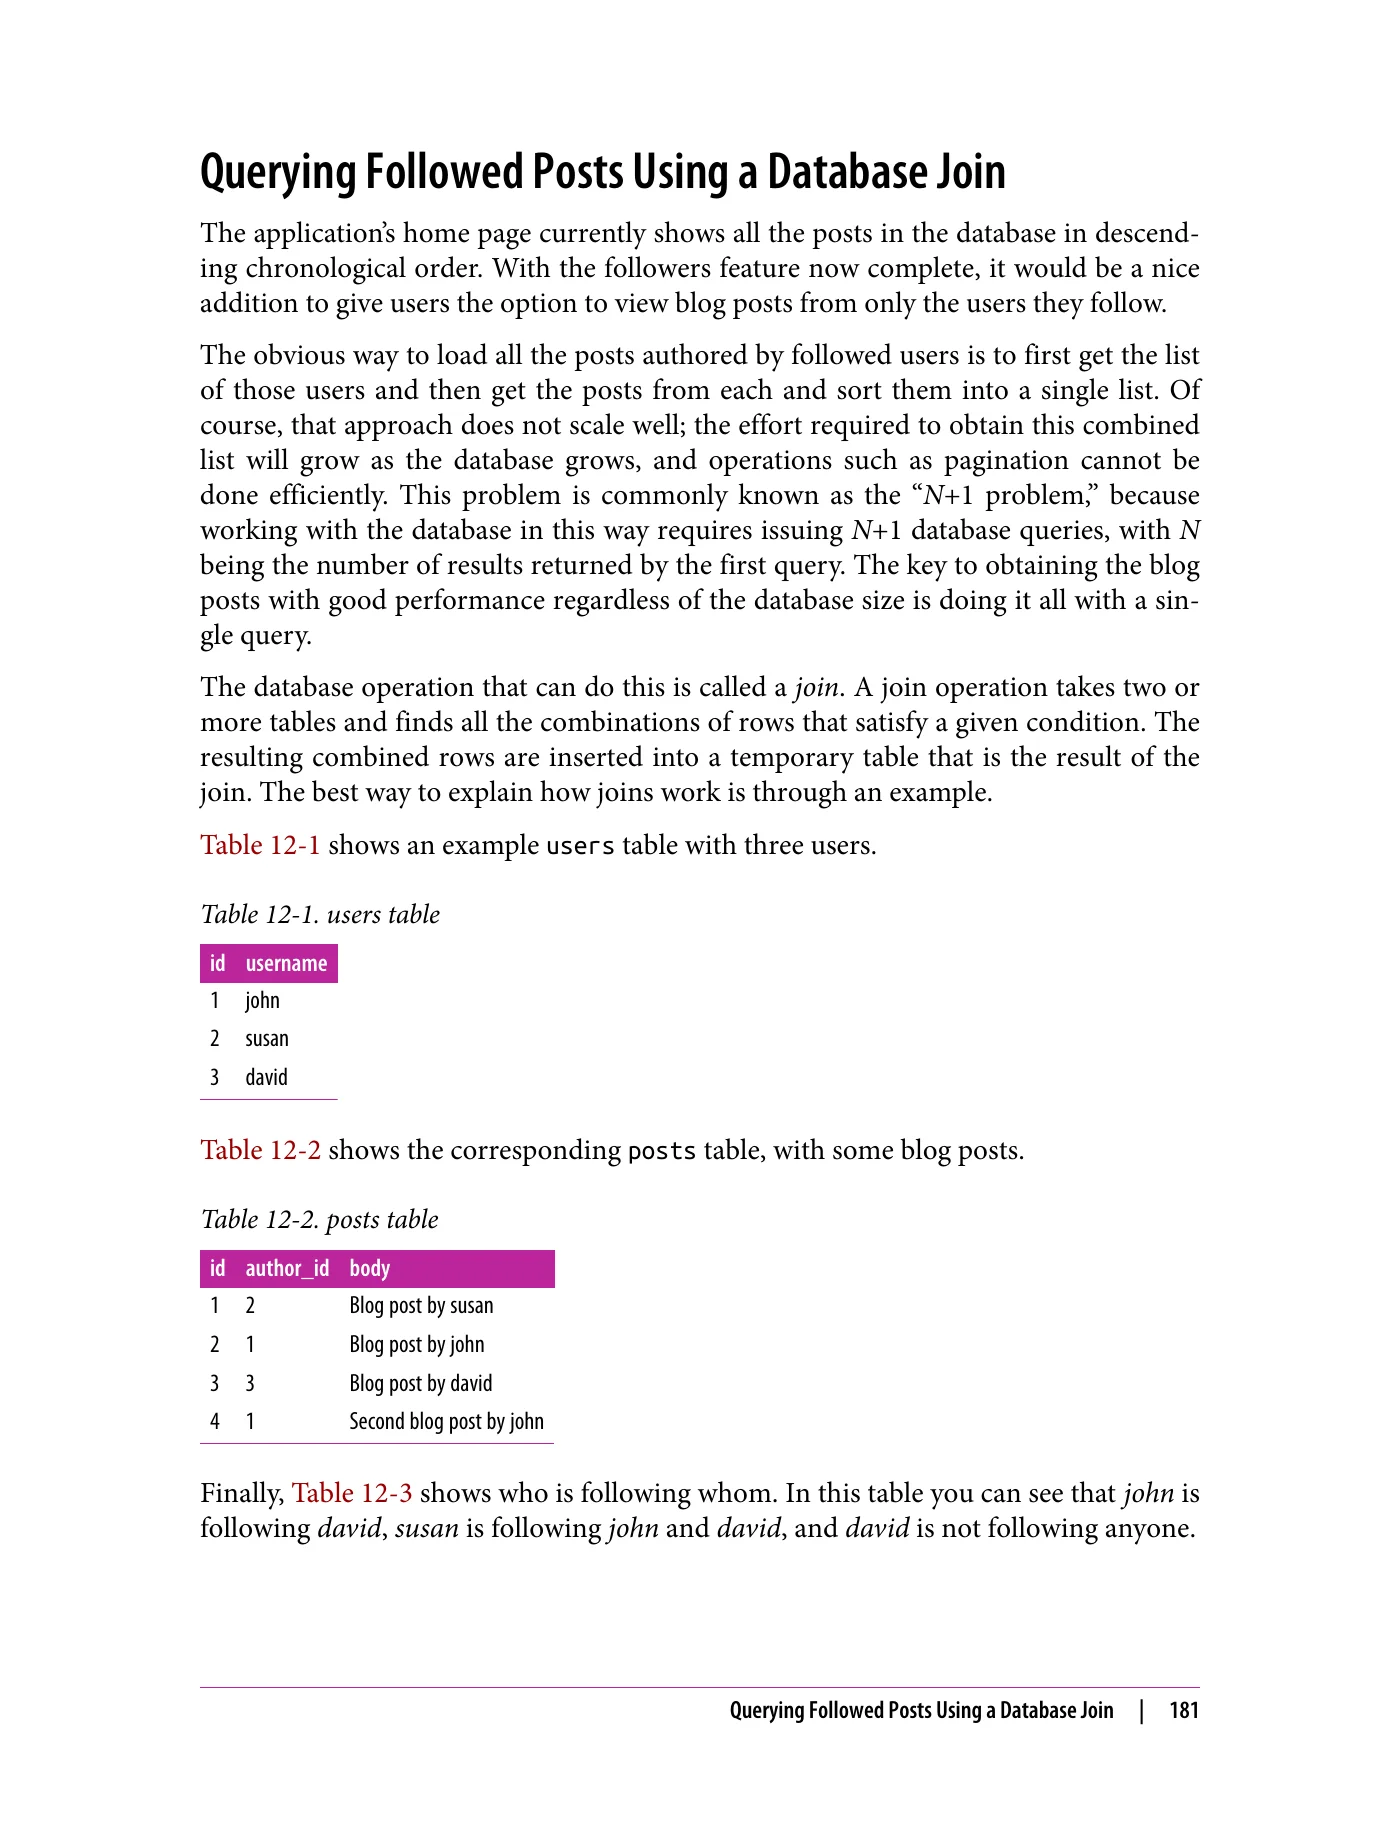 Querying Followed Posts Using a Database Join
The application’s home page currently shows all the posts in the database in descend-
ing chronological order. With the followers feature now complete, it would be a nice
addition to give users the option to view blog posts from only the users they follow.
The obvious way to load all the posts authored by followed users is to first get the list
of those users and then get the posts from each and sort them into a single list. Of
course, that approach does not scale well; the effort required to obtain this combined
list will grow as the database grows, and operations such as pagination cannot be
done efficiently. This problem is commonly known as the “N+1 problem,” because
working with the database in this way requires issuing N+1 database queries, with N
being the number of results returned by the first query. The key to obtaining the blog
posts with good performance regardless of the database size is doing it all with a sin-
gle query.
The database operation that can do this is called a join. A join operation takes two or
more tables and finds all the combinations of rows that satisfy a given condition. The
resulting combined rows are inserted into a temporary table that is the result of the
join. The best way to explain how joins work is through an example.
Table 12-1 shows an example users table with three users.
Table 12-1. users table
id username
1 john
2 susan
3 david
Table 12-2 shows the corresponding posts table, with some blog posts.
Table 12-2. posts table
id author_id body
1 2 Blog post by susan
2 1 Blog post by john
3 3 Blog post by david
4 1 Second blog post by john
Finally, Table 12-3 shows who is following whom. In this table you can see that john is
following david, susan is following john and david, and david is not following anyone.
Querying Followed Posts Using a Database Join | 181